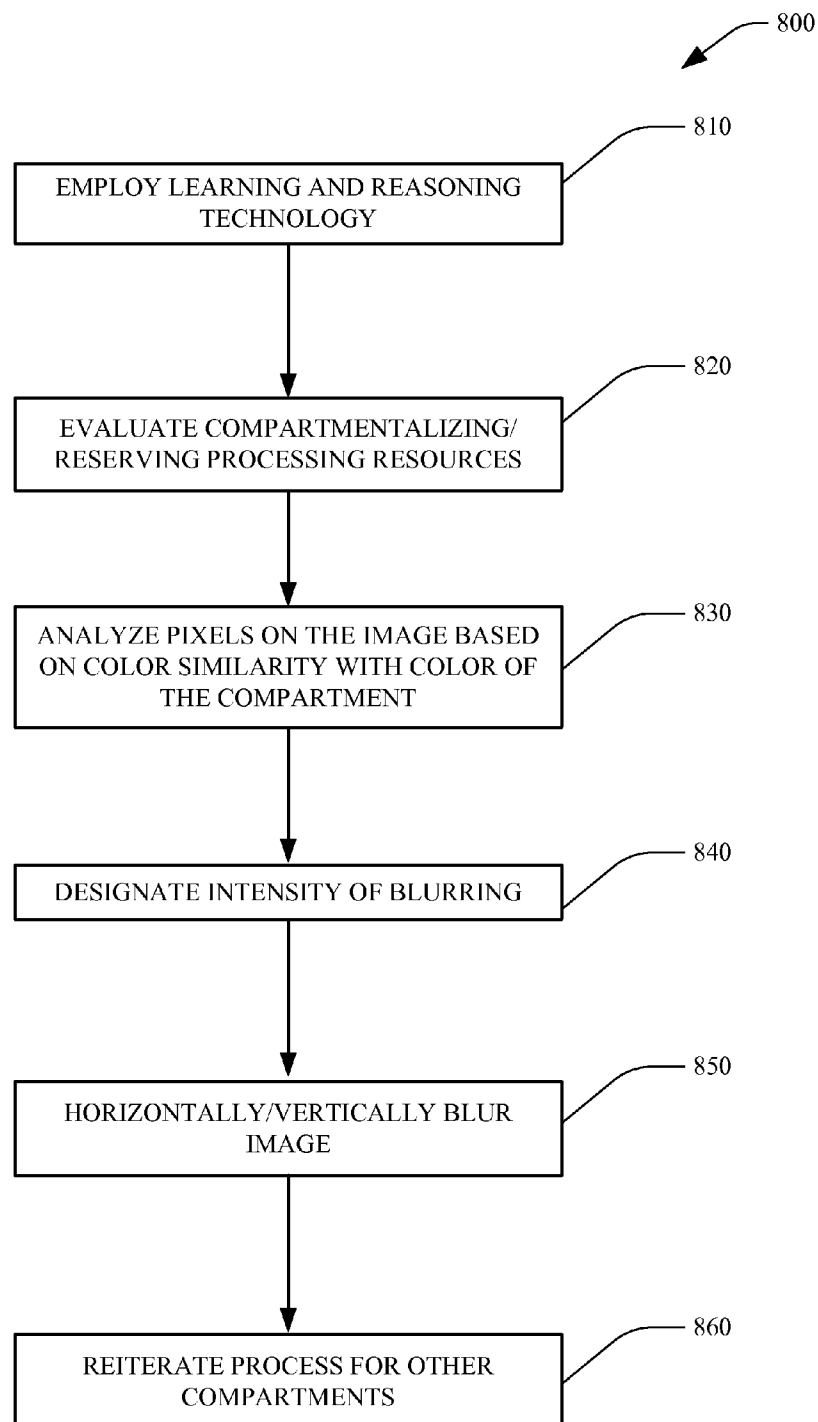 800
810
EMPLOY LEARNING AND REASONING
TECHNOLOGY
820
EVALUATE COMPARTMENTALIZING/
RESERVING PROCESSING RESOURCES
830
ANALYZE PIXELS ON THE IMAGE BASED
ON COLOR SIMILARITY WITH COLOR OF
THE COMPARTMENT
840
DESIGNATE INTENSITY OF BLURRING
850
HORIZONTALLY/VERTICALLY BLUR
IMAGE
860
REITERATE PROCESS FOR OTHER
COMPARTMENTS